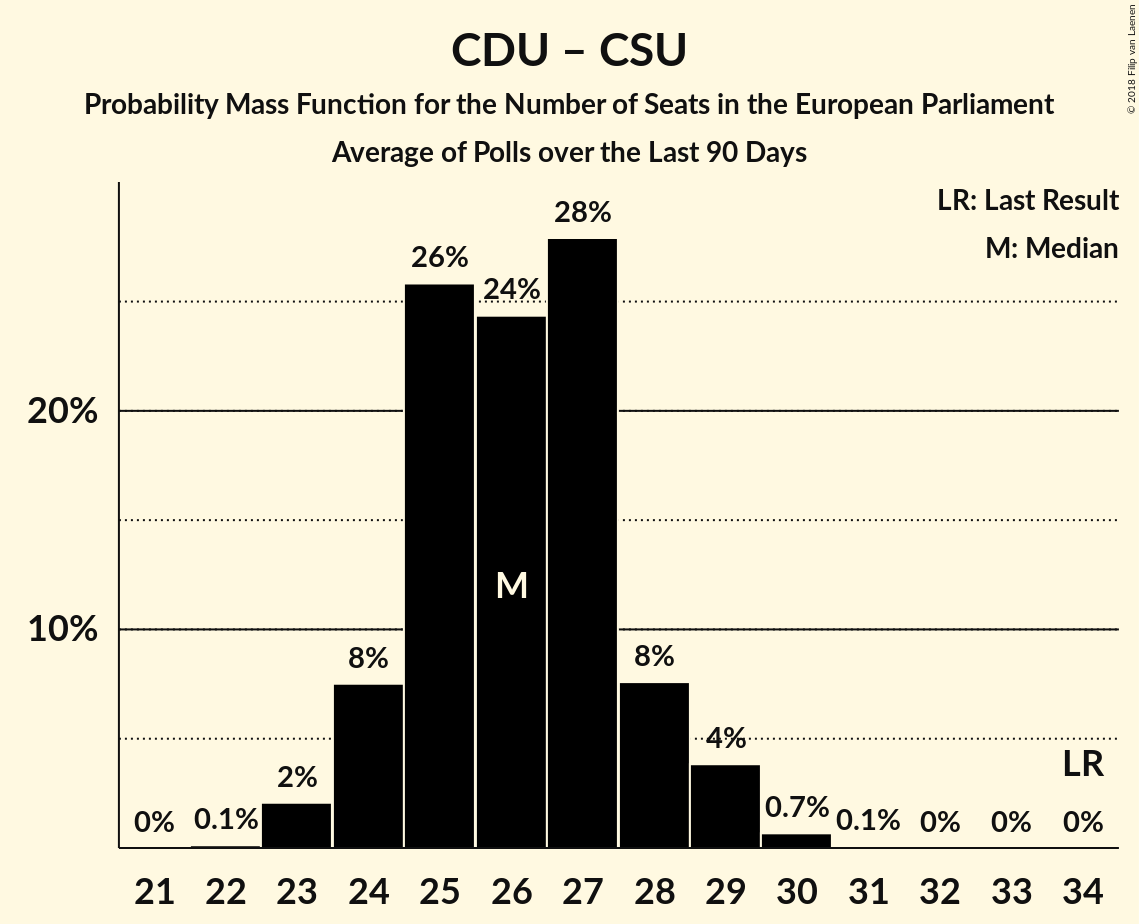 CDU – CSU
Probability Mass Function for the Number of Seats in the European Parliament
Average of Polls over the Last 90 Days
© 2018 Filip van Laenen
LR: Last Result
M: Median
28%
26%
24%
20%
M
10%
8%
8%
4%
2%
LR
0%
0.1%
0.7%
0.1%
0%
0%
0%
21 22 23 24 25 26 27 28 29 30 31 32 33 34